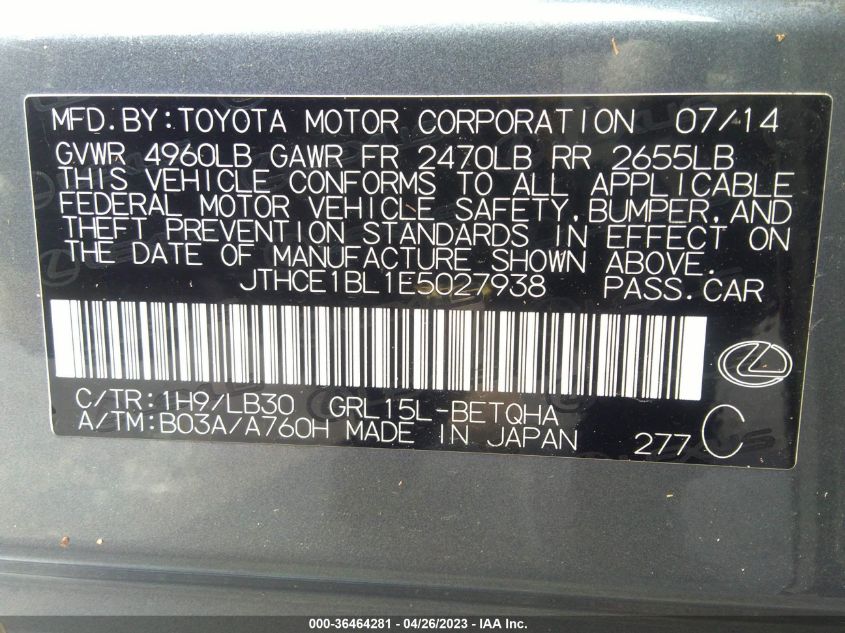 MFD.BY:TOYOTA MOTOR CORPORATION 07/14
GVWR 4960LB GAWR FR 2470LB RR 2655LB
THIS VEHICLE CONFORMS TO ALL APPLICABLE
FEDERAL MOTOR VEHICLE SAFETY,BUMPER,AND
THEFT PREVENTION STANDARDS IN EFFECT ON
THE DATE OF MANUFACTURE SHOWN ABOVE.
JTHCE1BL1E5027938 PASS.CAR
C/TR:1H9/LB30 GRL15L-BETQHA
A/TM:B03A/A760H MADE IN JAPAN 277 C
000-36464281 - 04/26/2023 - IAA Inc.